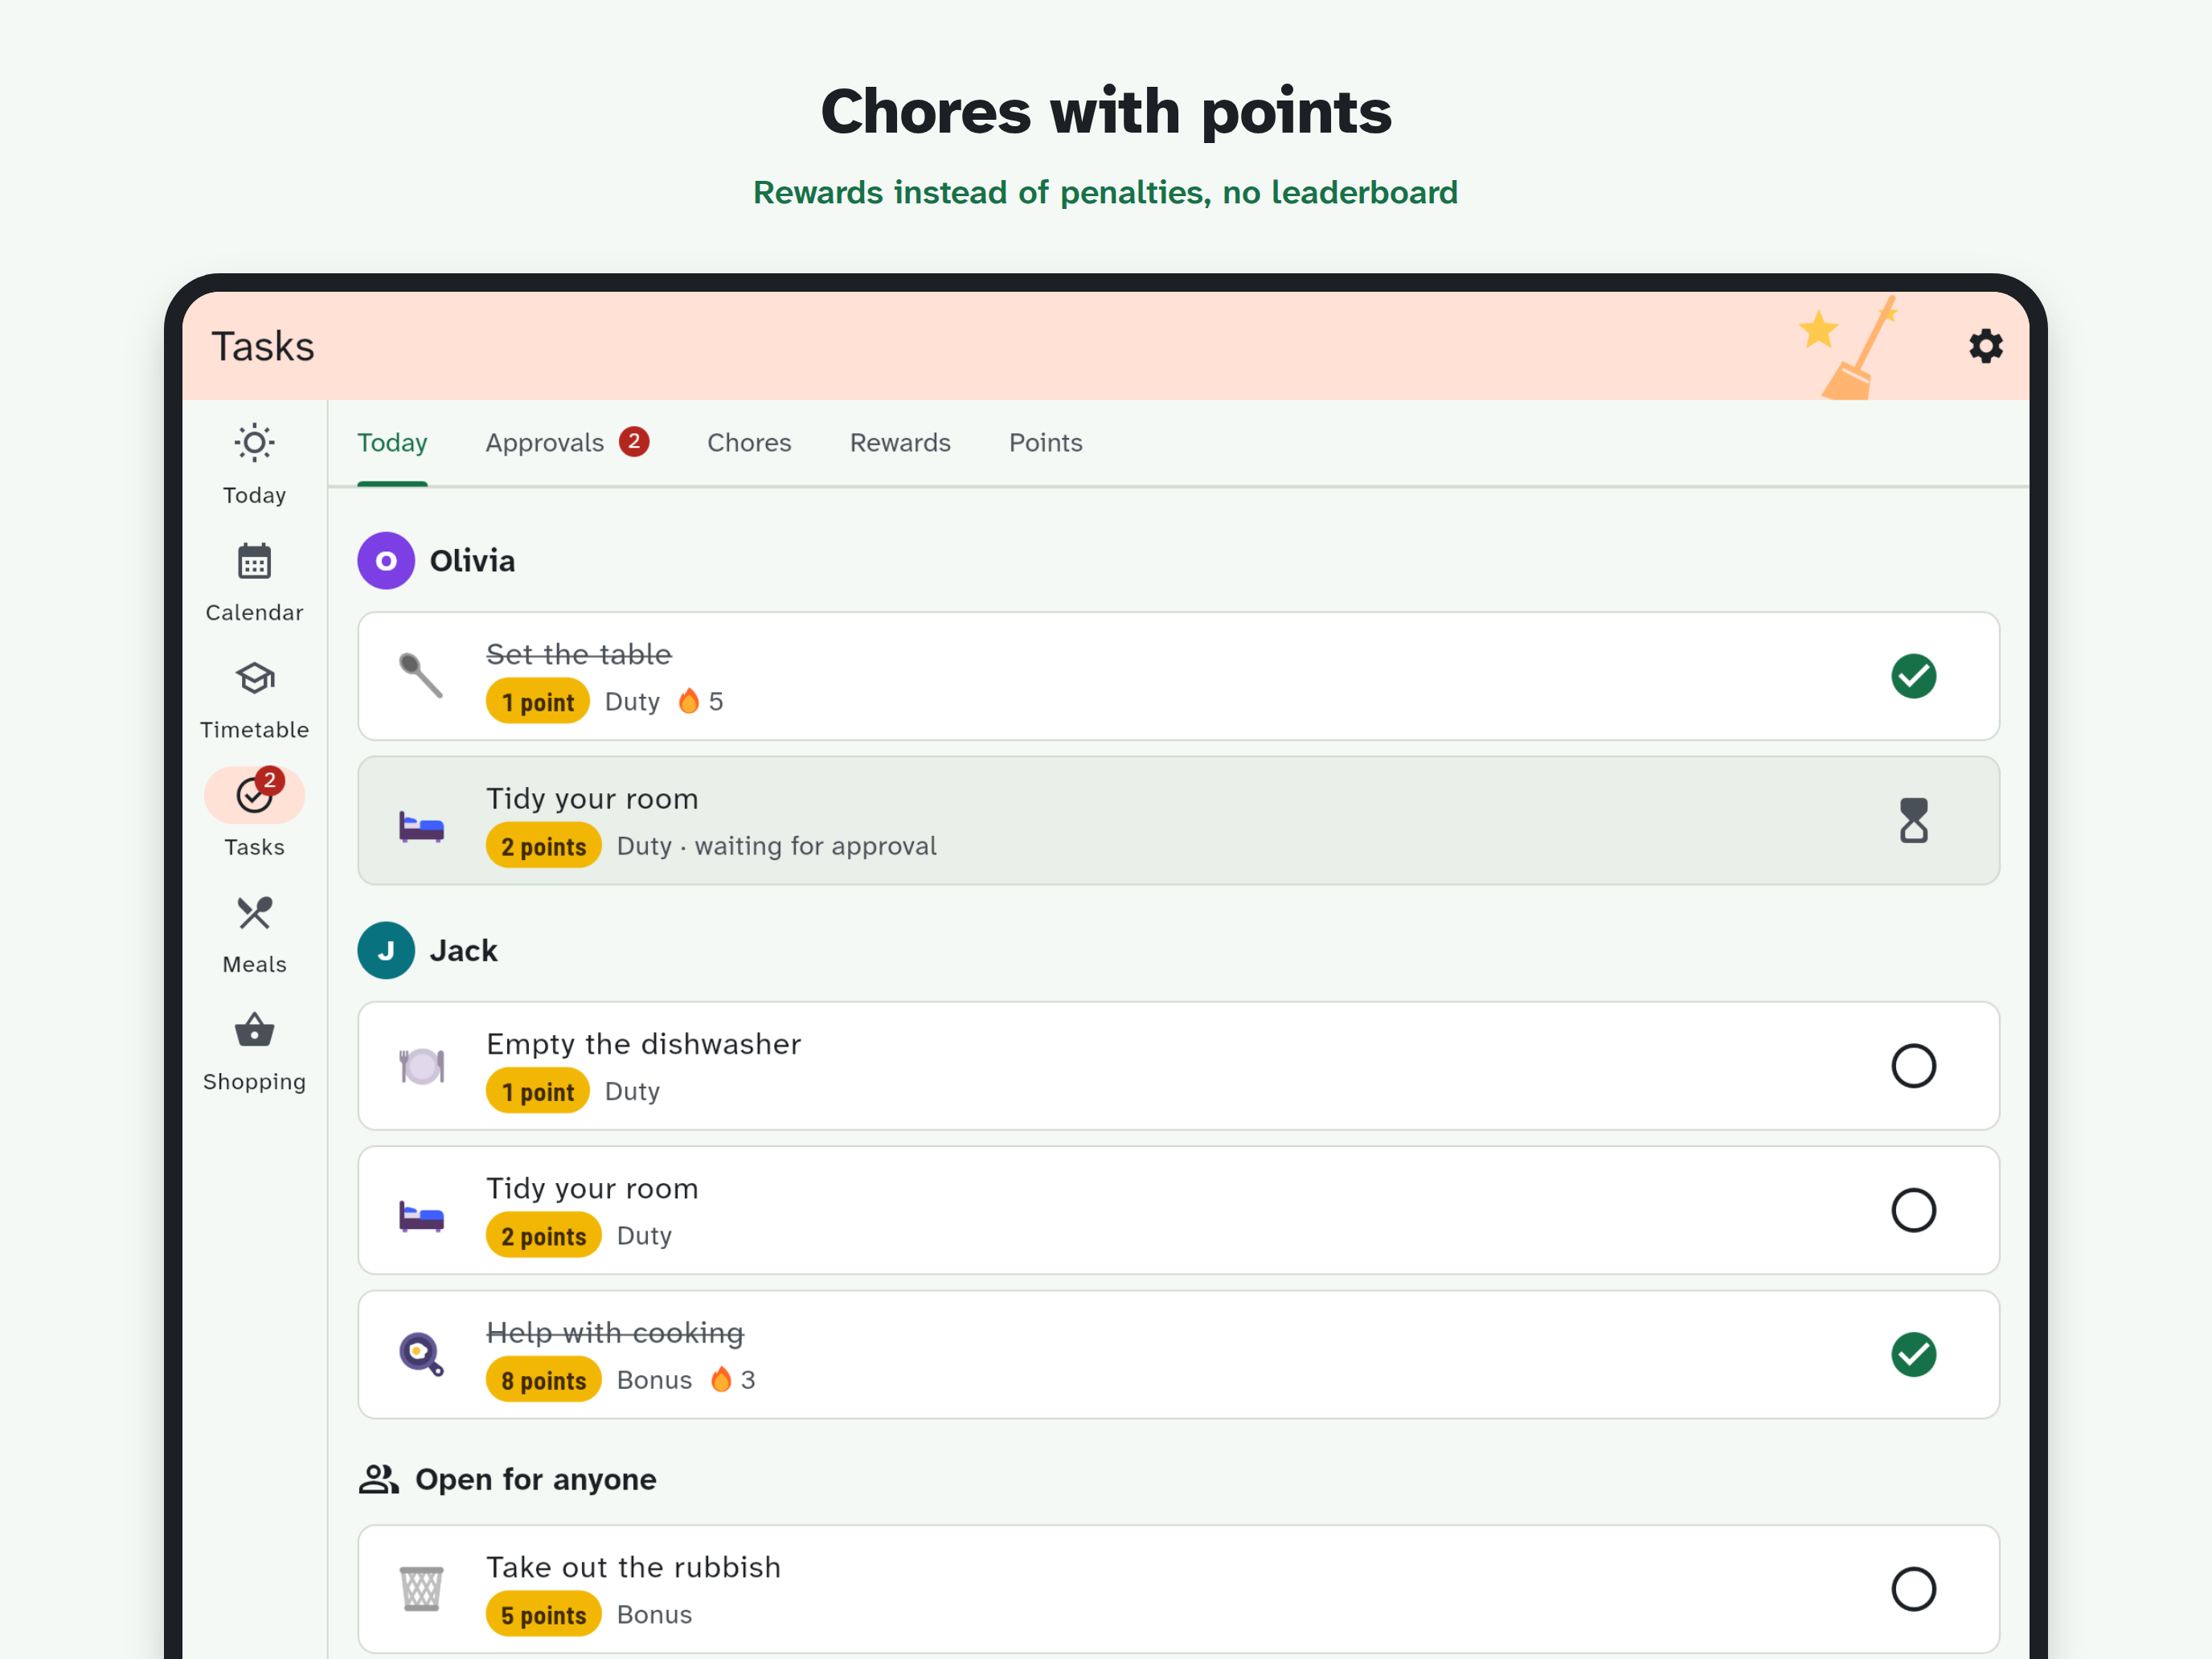 Chores with points
Rewards instead of penalties, no leaderboard
Tasks
Today
Calendar
Timetable
2
Tasks
Meals
Shopping
Today
Approvals 2
Chores
Rewards
Points
O Olivia
Set the table
1 point Duty 🔥 5
Tidy your room
2 points Duty · waiting for approval
J Jack
Empty the dishwasher
1 point Duty
Tidy your room
2 points Duty
Help with cooking
8 points Bonus 🔥 3
Open for anyone
Take out the rubbish
5 points Bonus